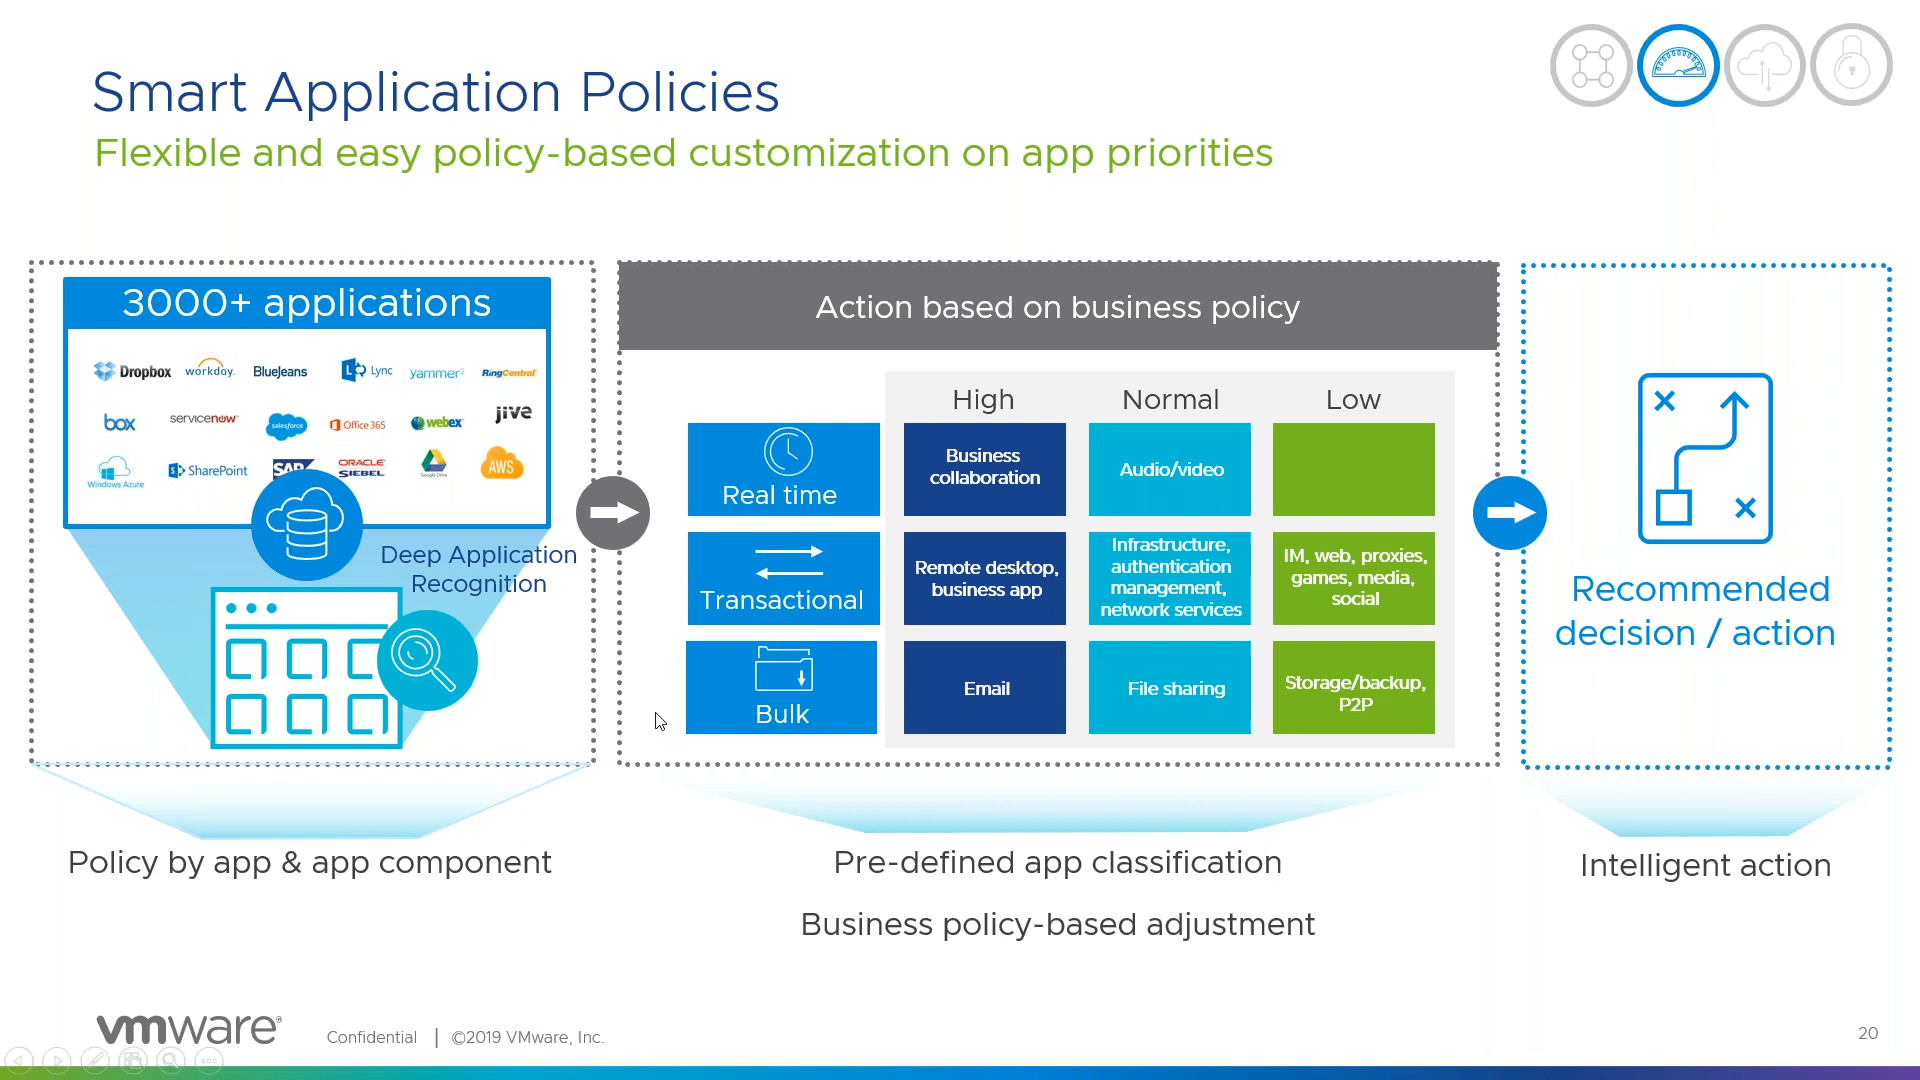 Smart Application Policies
Flexible and easy policy-based customization on app priorities
3000+ applications
Dropbox workday. BlueJeans Lync yammer RingCentral
box servicenow salesforce Office 365 webex jive
Windows Azure SharePoint SAP ORACLE SIEBEL Google Drive AWS
Deep Application
Recognition
Policy by app & app component
Action based on business policy
High Normal Low
Real time
Business
collaboration
Audio/video
Transactional
Remote desktop,
business app
Infrastructure,
authentication
management,
network services
IM, web, proxies,
games, media,
social
Bulk
Email
File sharing
Storage/backup,
P2P
Pre-defined app classification
Business policy-based adjustment
Recommended
decision / action
Intelligent action
vmware®
Confidential | ©2019 VMware, Inc.
20